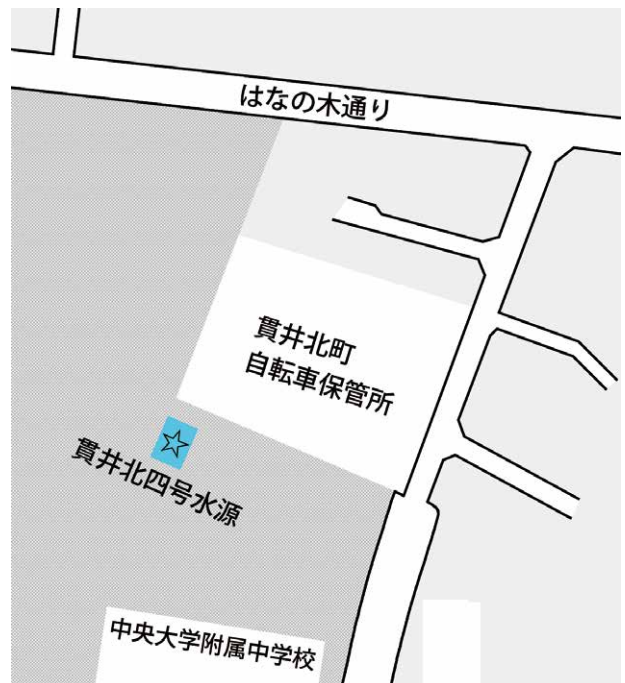 はなの木通り
貫井北町
自転車保管所
☆
貫井北四号水源
中央大学附属中学校